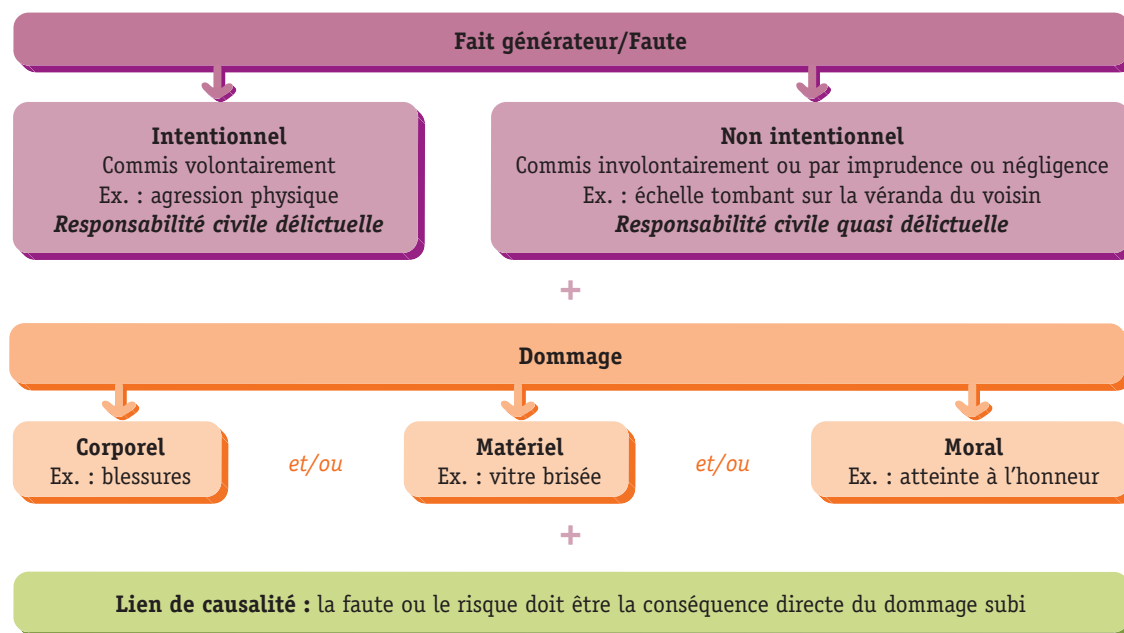 Fait générateur/Faute
Intentionnel
Commis volontairement
Ex. : agression physique
Responsabilité civile délictuelle
Non intentionnel
Commis involontairement ou par imprudence ou négligence
Ex. : échelle tombant sur la véranda du voisin
Responsabilité civile quasi délictuelle
+
Dommage
Corporel
Ex. : blessures
et/ou
Matériel
Ex. : vitre brisée
et/ou
Moral
Ex. : atteinte à l'honneur
+
Lien de causalité : la faute ou le risque doit être la conséquence directe du dommage subi